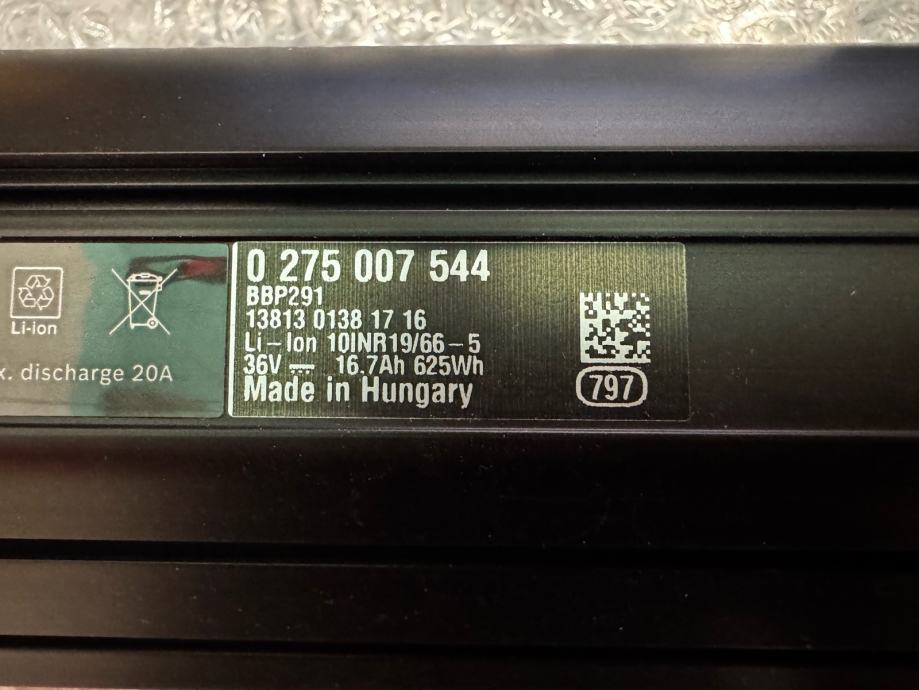 Li-ion
x. discharge 20A
0 275 007 544
BBP291
13813 0138 17 16
Li-Ion 10INR19/66-5
36V ⎓ 16.7Ah 625Wh
Made in Hungary
797